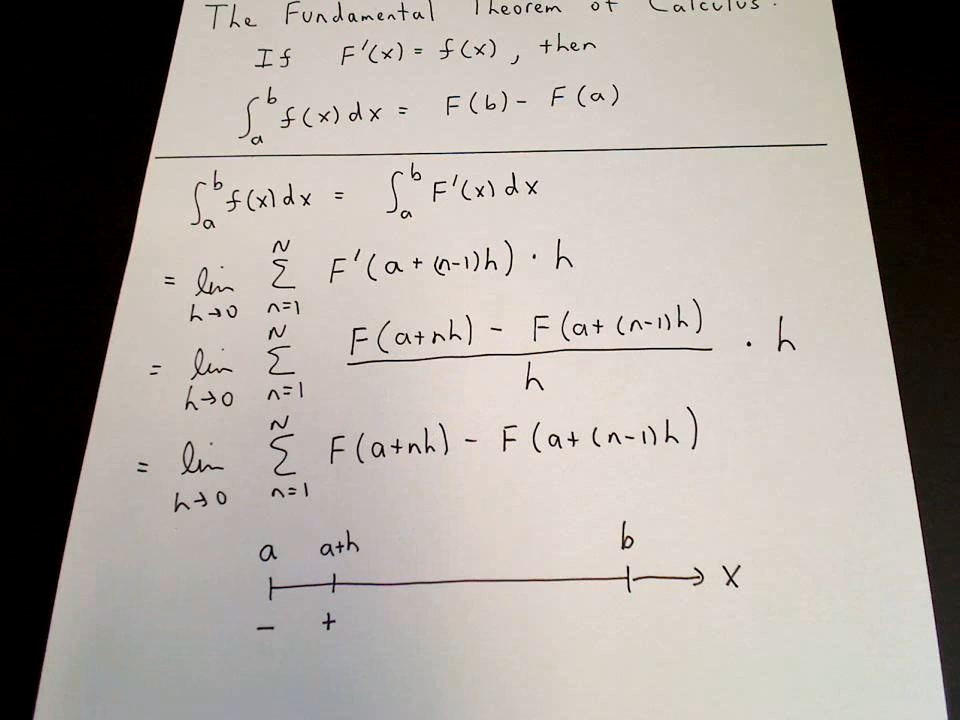 The Fundamental Theorem of Calculus.
If F'(x) = f(x), then
∫_a^b f(x) dx = F(b) - F(a)
∫_a^b f(x) dx = ∫_a^b F'(x) dx
= lim_{h→0} Σ_{n=1}^N F'(a + (n-1)h) · h
= lim_{h→0} Σ_{n=1}^N (F(a+nh) - F(a + (n-1)h)) / h · h
= lim_{h→0} Σ_{n=1}^N F(a+nh) - F(a + (n-1)h)
a a+h b
x
- +